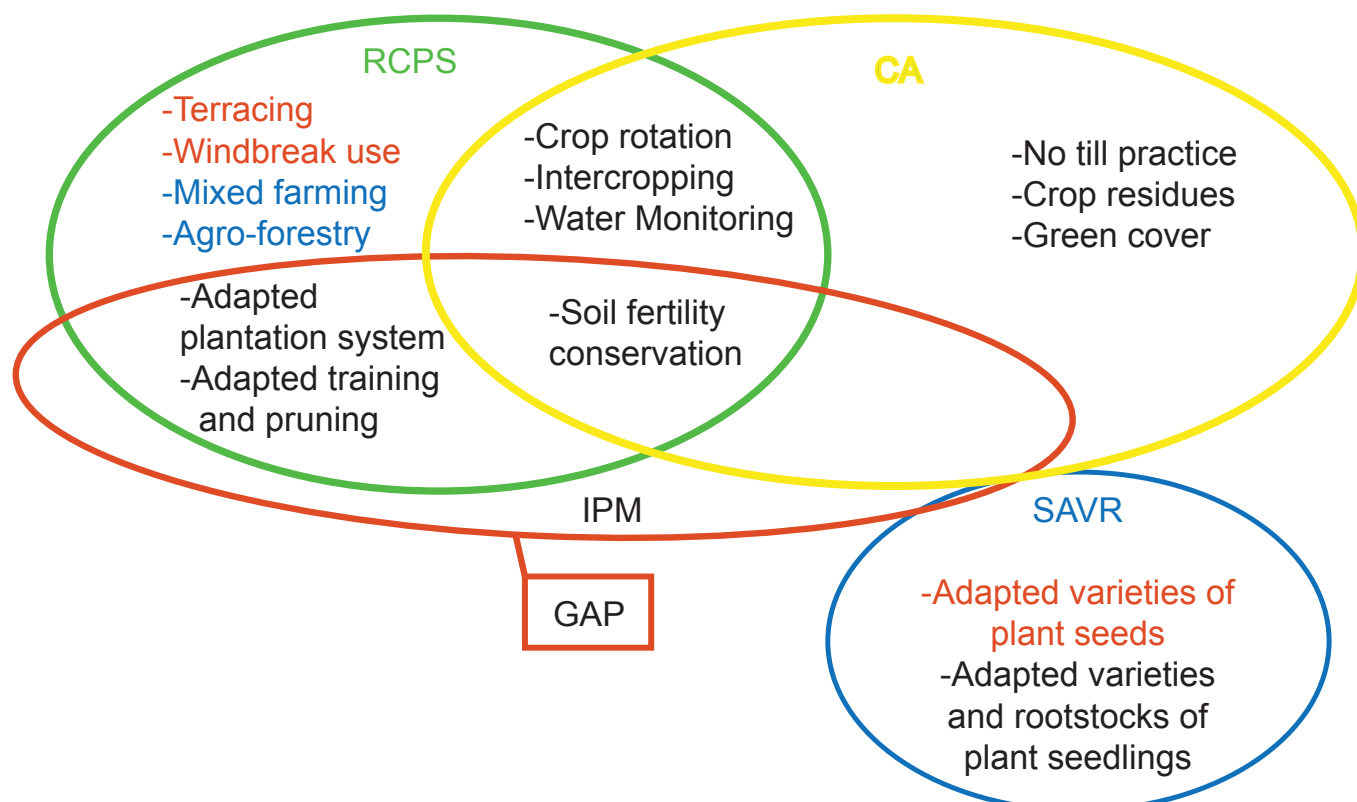 RCPS
-Terracing
-Windbreak use
-Mixed farming
-Agro-forestry
CA
-Crop rotation
-Intercropping
-Water Monitoring
-No till practice
-Crop residues
-Green cover
-Adapted
plantation system
-Adapted training
and pruning
-Soil fertility
conservation
IPM
GAP
SAVR
-Adapted varieties of
plant seeds
-Adapted varieties
and rootstocks of
plant seedlings